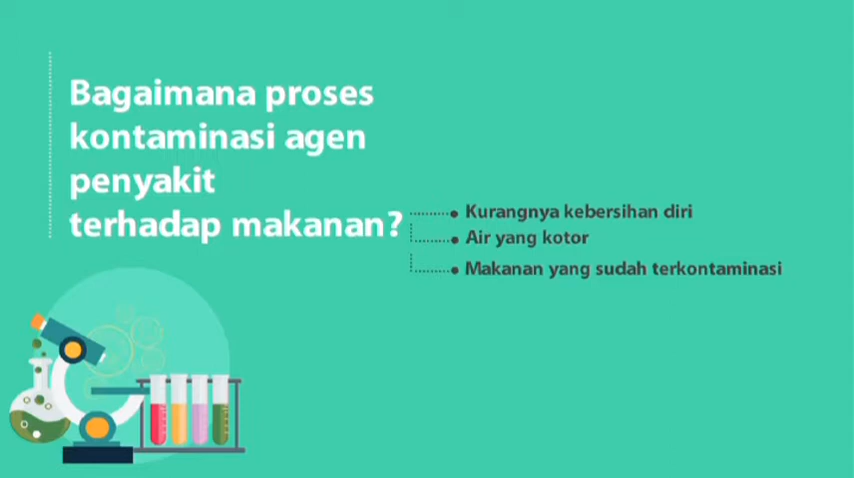 Bagaimana proses
kontaminasi agen
penyakit
terhadap makanan?
Kurangnya kebersihan diri
Air yang kotor
Makanan yang sudah terkontaminasi